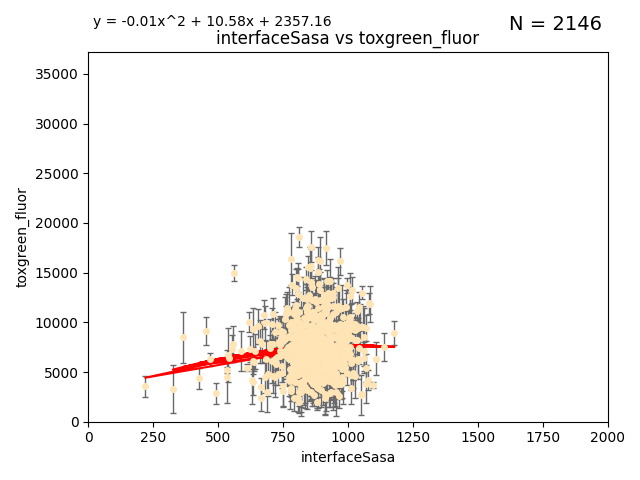 y = -0.01x^2 + 10.58x + 2357.16
N = 2146
interfaceSasa vs toxgreen_fluor
toxgreen_fluor
35000
30000
25000
20000
15000
10000
5000
0
0 250 500 750 1000 1250 1500 1750 2000
interfaceSasa